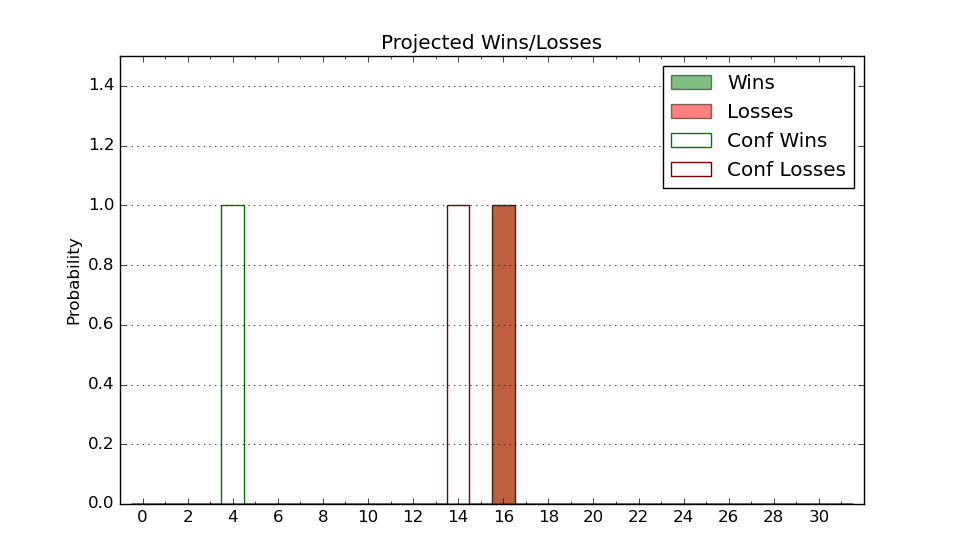 Projected Wins/Losses
Wins
Losses
Conf Wins
Conf Losses
Probability
1.4
1.2
1.0
0.8
0.6
0.4
0.2
0.0
0 2 4 6 8 10 12 14 16 18 20 22 24 26 28 30